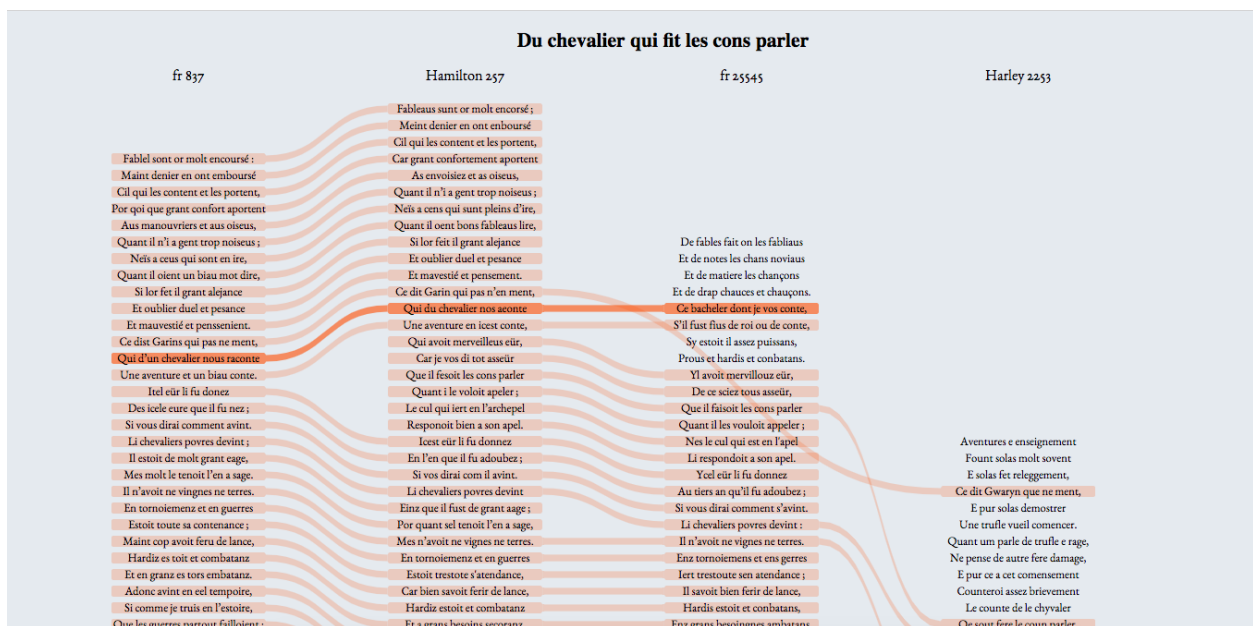 Du chevalier qui fit les cons parler
fr 837
Hamilton 257
fr 25545
Harley 2253
Fablel sont or molt encoursé :
Maint denier en ont emboursé
Cil qui les content et les portent,
Por qoi que grant confort aportent
Aus manouvriers et aus oiseus,
Quant il n'i a gent trop noiseus ;
Neïs a ceus qui sont en ire,
Quant il oient un biau mot dire,
Si lor fet il grant alejance
Et oublier duel et pesance
Et mauvestié et penssenient.
Ce dist Garins qui pas ne ment,
Qui d'un chevalier nous raconte
Une aventure et un biau conte.
Itel eür li fu donez
Des icele eure que il fu nez ;
Si vous dirai comment avint.
Li chevaliers povres devint ;
Il estoit de molt grant eage,
Mes molt le tenoit l'en a sage.
Il n'avoit ne vingnes ne terres.
En tornoiemenz et en guerres
Estoit toute sa contenance ;
Maint cop avoit feru de lance,
Hardiz es toit et combatanz
Et en granz es tors embatanz.
Adonc avint en eel tempoire,
Si comme je truis en l'estoire,
Que les guerres partout failloient ;
Fableaus sunt or molt encorsé ;
Meint denier en ont enboursé
Cil qui les content et les portent,
Car grant confortement aportent
As envoisiez et as oiseus,
Quant il n'i a gent trop noiseus ;
Neïs a cens qui sunt pleins d'ire,
Quant il oent bons fableaus lire,
Si lor feit il grant alejance
Et oublier duel et pesance
Et mavestié et pensement.
Ce dit Garin qui pas n'en ment,
Qui du chevalier nos aeonte
Une aventure en icest conte,
Qui avoit merveilleus eür,
Car je vos di tot asseür
Que il fesoit les cons parler
Quant i le voloit apeler ;
Le cul qui iert en l'archepel
Responoit bien a son apel.
Icest eür li fu donnez
En l'en que il fu adoubez ;
Si vos dirai com il avint.
Li chevaliers povres devint
Einz que il fust de grant aage ;
Por quant sel tenoit l'en a sage,
Mes n'avoit ne vignes ne terre.
En tornoiemenz et en guerres
Estoit trestote s'atendance,
Car bien savoit ferir de lance,
Hardiz estoit et combatanz
Et a grans besoins secoranz.
De fables fait on les fabliaus
Et de notes les chans noviaus
Et de matiere les chançons
Et de drap chauces et chauçons.
Ce bacheler dont je vos conte,
S'il fust fius de roi ou de conte,
Sy estoit il assez puissans,
Prous et hardis et conbatans.
Yl avoit mervillouz eür,
De ce sciez tous asseür,
Que il faisoit les cons parler
Quant il les vouloit appeler ;
Nes le cul qui est en l'apel
Li respondoit a son apel.
Ycel eür li fu donnez
Au tiers an qu'il fu adoubez ;
Si vous dirai comment s'avint.
Li chevaliers povres devint :
Il n'avoit ne vignes ne terres.
Enz tornoiemens et ens gerres
Iert trestoute sen atendance ;
Il savoit bien ferir de lance,
Hardis estoit et conbatans,
Enz grans besoingnes ambatans.
Aventures e enseignement
Fount solas molt sovent
E solas fet releggement,
Ce dit Gwaryn que ne ment,
E pur solas demostrer
Une trufle vueil comencer.
Quant um parle de trufle e rage,
Ne pense de autre fere damage,
E pur ce a cet comensement
Counteroi assez brievement
Le counte de le chyvaler
Qe sout fere le coun parler.